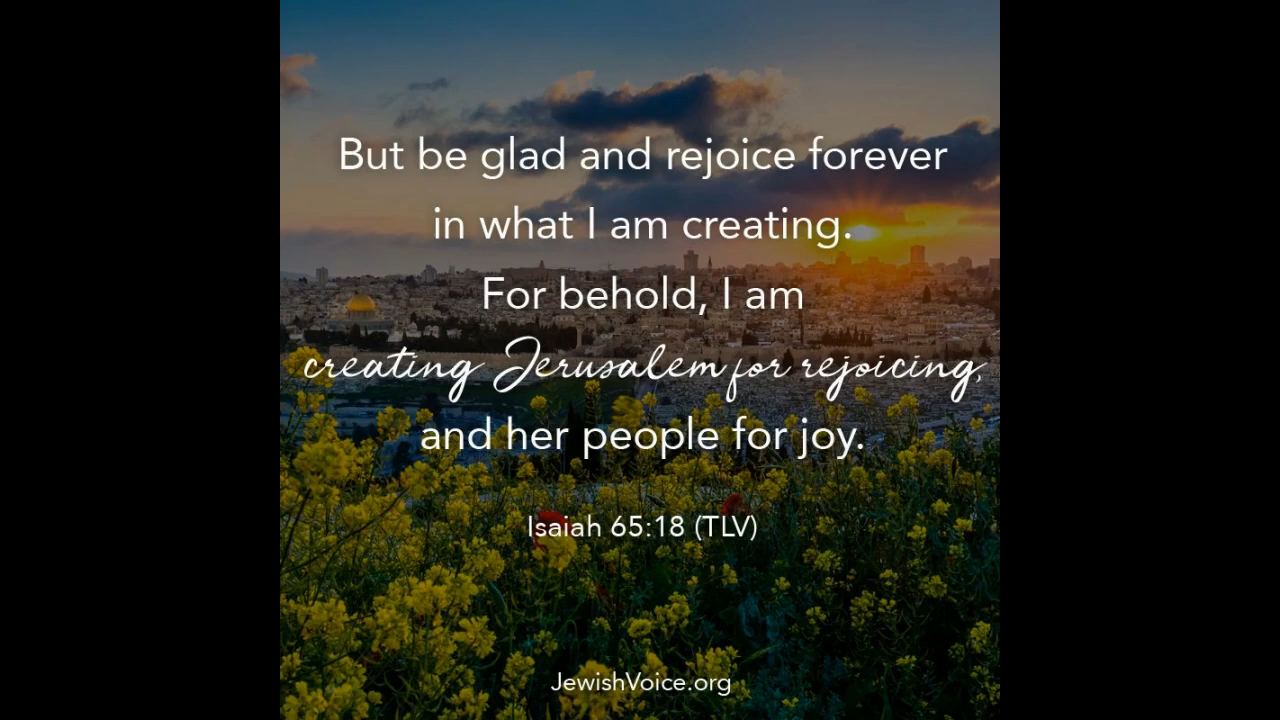 But be glad and rejoice forever
in what I am creating.
For behold, I am
creating Jerusalem for rejoicing,
and her people for joy.
Isaiah 65:18 (TLV)
JewishVoice.org